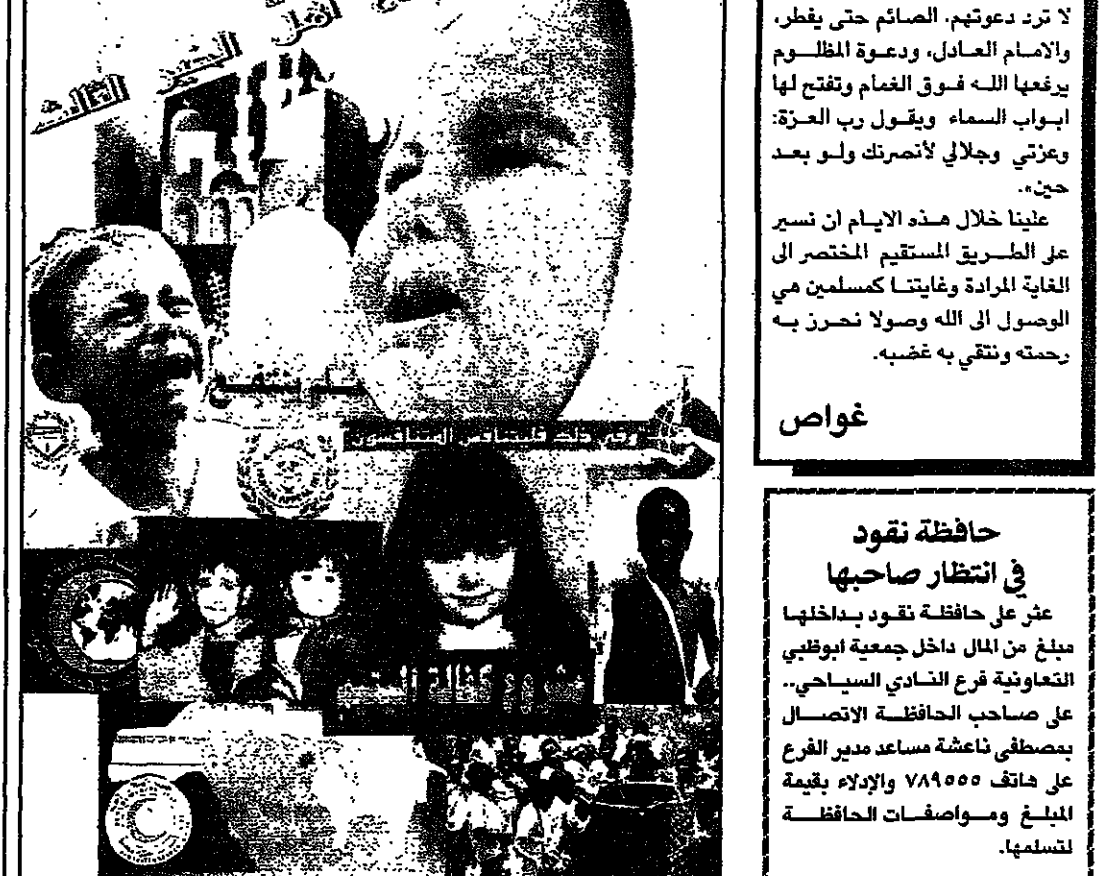 لا ترد دعوتهم. الصائم حتى يفطر،
والامام العادل، ودعوة المظلوم
يرفعها الله فوق الغمام وتفتح لها
ابواب السماء ويقول رب العزة:
وعزتي وجلالي لأنصرنك ولو بعد
حين».
علينا خلال هذه الايام ان نسير
على الطريق المستقيم المختصر الى
الغاية المرادة وغايتنا كمسلمين هي
الوصول الى الله وصولا نحرز به
رحمته ونتقي به غضبه.
غواص
حافظة نقود
في انتظار صاحبها
عثر على حافظة نقود بداخلها
مبلغ من المال داخل جمعية ابوظبي
التعاونية فرع النادي السياحي..
على صاحب الحافظة الاتصال
بمصطفى ناعشة مساعد مدير الفرع
على هاتف ٧٨٩٥٥٥ والإدلاء بقيمة
المبلغ ومواصفات الحافظة
لتسلمها.
أهل
وفي ذلك فليتنافس المتنافسون